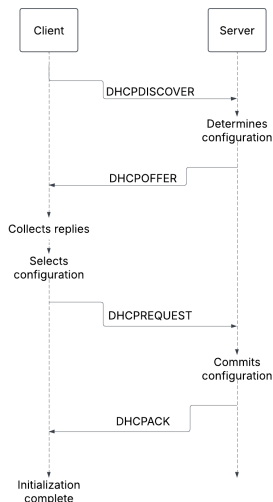 Client
Server
DHCPDISCOVER
Determines
configuration
DHCPOFFER
Collects replies
Selects
configuration
DHCPREQUEST
Commits
configuration
DHCPACK
Initialization
complete